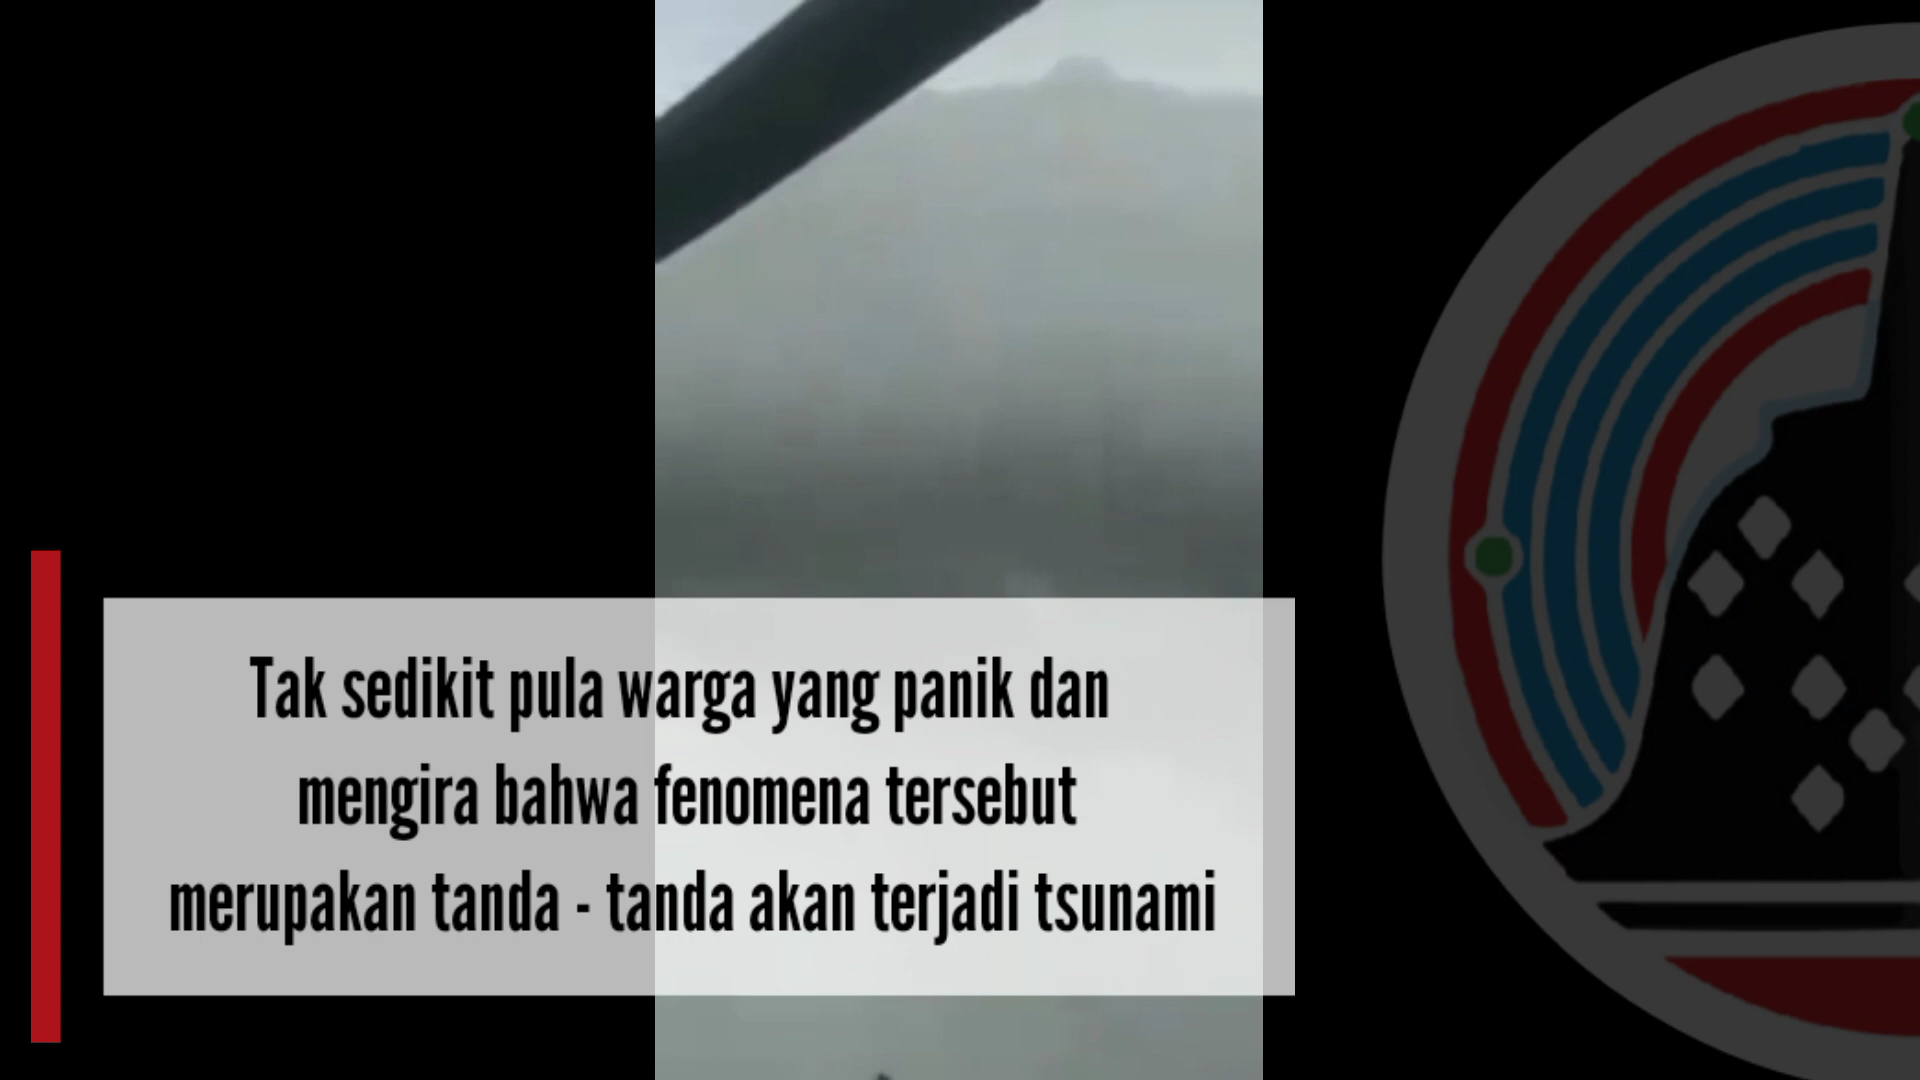 Tak sedikit pula warga yang panik dan
mengira bahwa fenomena tersebut
merupakan tanda - tanda akan terjadi tsunami